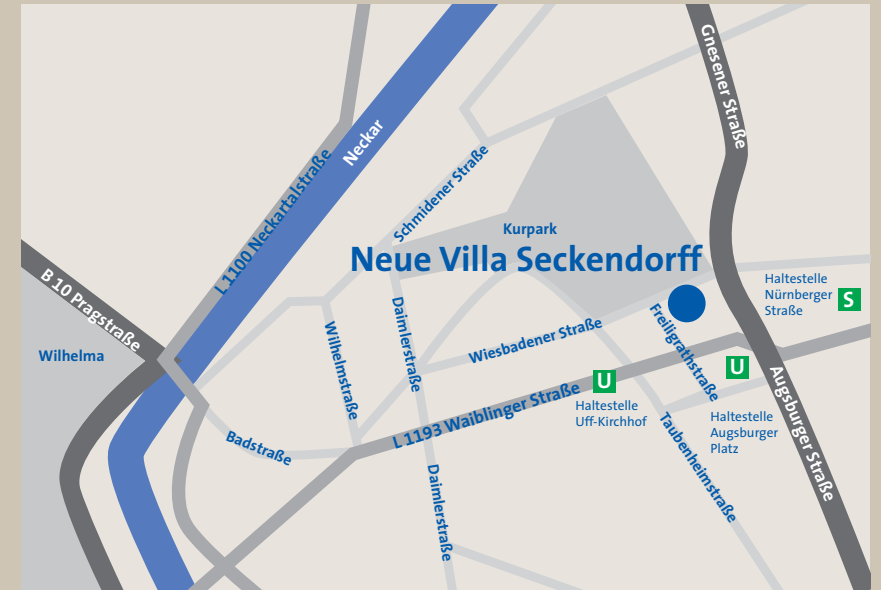 Gnesener Straße
Neckar
L 1100 Neckartalstraße
Schmidener Straße
Kurpark
Neue Villa Seckendorff
B 10 Pragstraße
Haltestelle
Nürnberger
Straße
S
Wilhelma
Wilhelmstraße
Daimlerstraße
Wiesbadener Straße
Freiligrathstraße
U
U
L 1193 Waiblinger Straße
Haltestelle
Uff-Kirchhof
Haltestelle
Augsburger
Platz
Augsburger Straße
Badstraße
Taubenheimstraße
Daimlerstraße